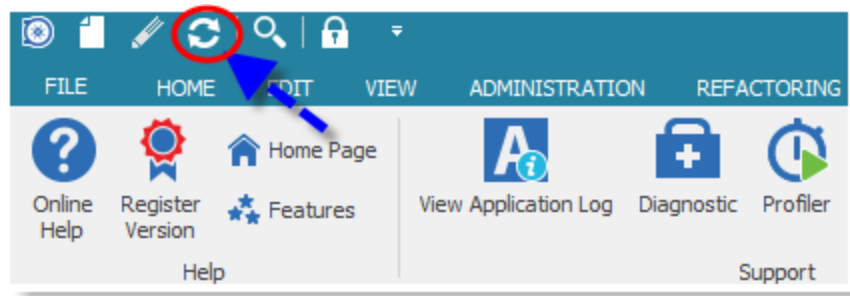 FILE HOME EDIT VIEW ADMINISTRATION REFACTORING
Online Help
Register Version
Home Page
Features
View Application Log
Diagnostic
Profiler
Help
Support